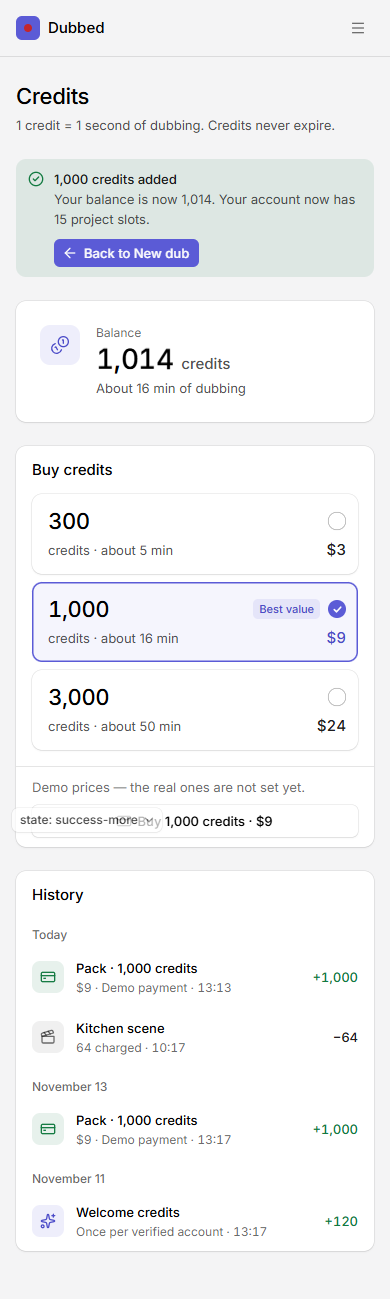 Dubbed
Credits
1 credit = 1 second of dubbing. Credits never expire.
1,000 credits added
Your balance is now 1,014. Your account now has
15 project slots.
Back to New dub
Balance
1,014 credits
About 16 min of dubbing
Buy credits
300
credits · about 5 min
$3
1,000
Best value
credits · about 16 min
$9
3,000
credits · about 50 min
$24
Demo prices — the real ones are not set yet.
state: success-more
Buy 1,000 credits · $9
History
Today
Pack · 1,000 credits
$9 · Demo payment · 13:13
+1,000
Kitchen scene
64 charged · 10:17
−64
November 13
Pack · 1,000 credits
$9 · Demo payment · 13:17
+1,000
November 11
Welcome credits
Once per verified account · 13:17
+120